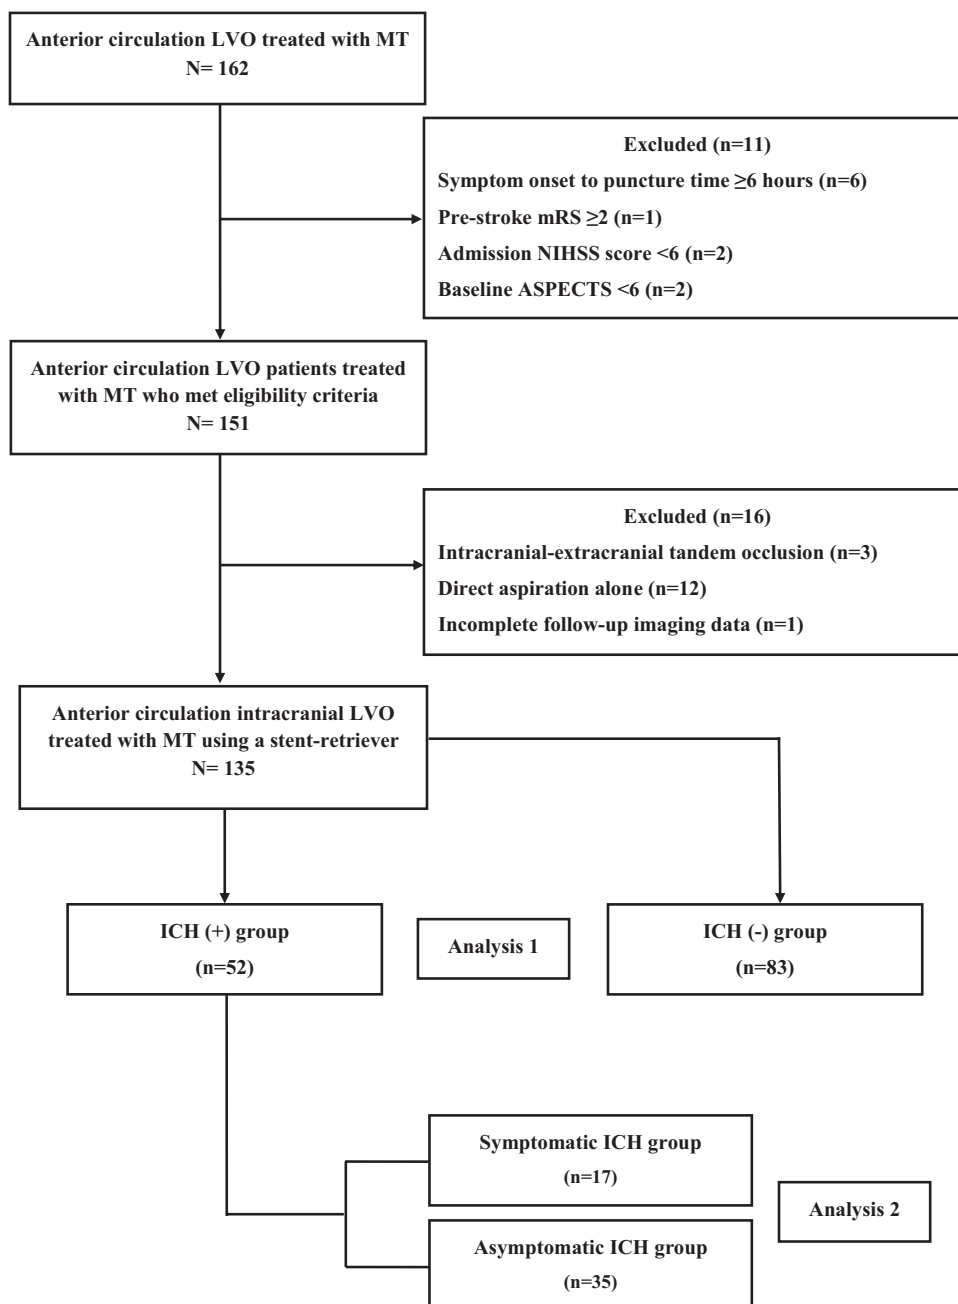 Anterior circulation LVO treated with MT
N= 162
Excluded (n=11)
Symptom onset to puncture time ≥6 hours (n=6)
Pre-stroke mRS ≥2 (n=1)
Admission NIHSS score <6 (n=2)
Baseline ASPECTS <6 (n=2)
Anterior circulation LVO patients treated
with MT who met eligibility criteria
N= 151
Excluded (n=16)
Intracranial-extracranial tandem occlusion (n=3)
Direct aspiration alone (n=12)
Incomplete follow-up imaging data (n=1)
Anterior circulation intracranial LVO
treated with MT using a stent-retriever
N= 135
ICH (+) group
(n=52)
Analysis 1
ICH (-) group
(n=83)
Symptomatic ICH group
(n=17)
Analysis 2
Asymptomatic ICH group
(n=35)